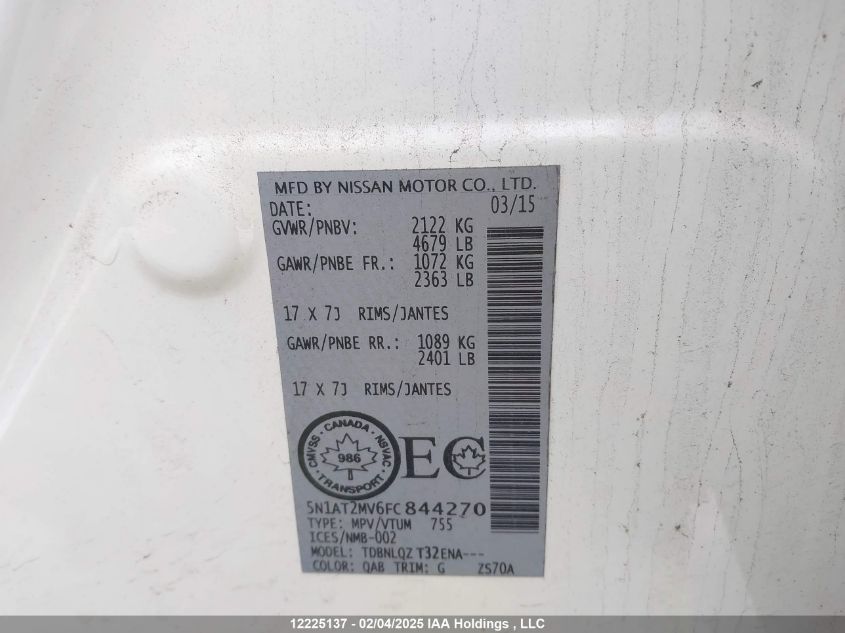 MFD BY NISSAN MOTOR CO., LTD.
DATE: 03/15
GVWR/PNBV: 2122 KG
4679 LB
GAWR/PNBE FR.: 1072 KG
2363 LB
17 X 7J RIMS/JANTES
GAWR/PNBE RR.: 1089 KG
2401 LB
17 X 7J RIMS/JANTES
CMVSS · CANADA · NSVAC
986
TRANSPORT
EC
5N1AT2MV6FC844270
TYPE: MPV/VTUM 755
ICES/NMB-002
MODEL: TDBNLQZ T32ENA---
COLOR: QAB TRIM: G ZS70A
12225137 - 02/04/2025 IAA Holdings , LLC